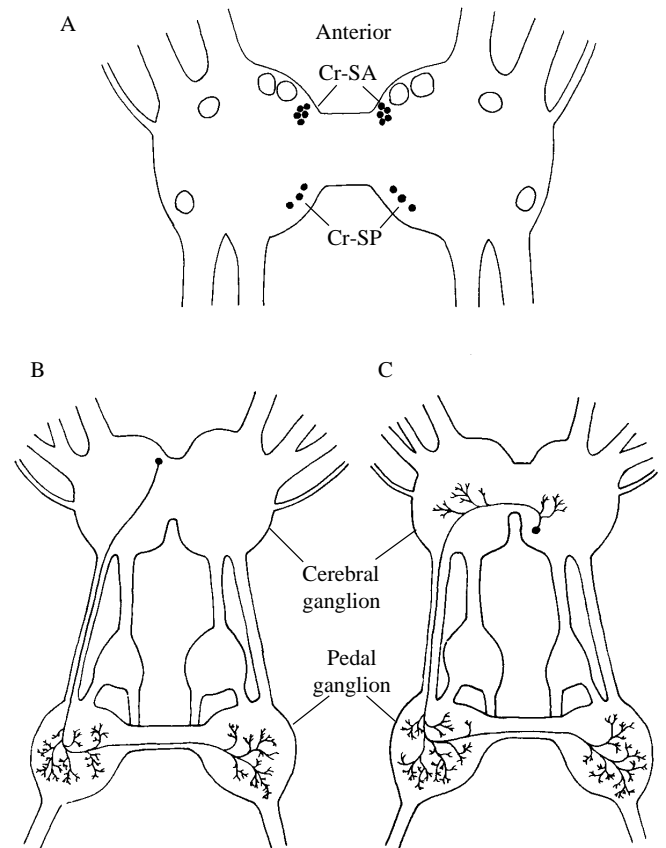 A
Anterior
Cr-SA
Cr-SP
B
C
Cerebral
ganglion
Pedal
ganglion